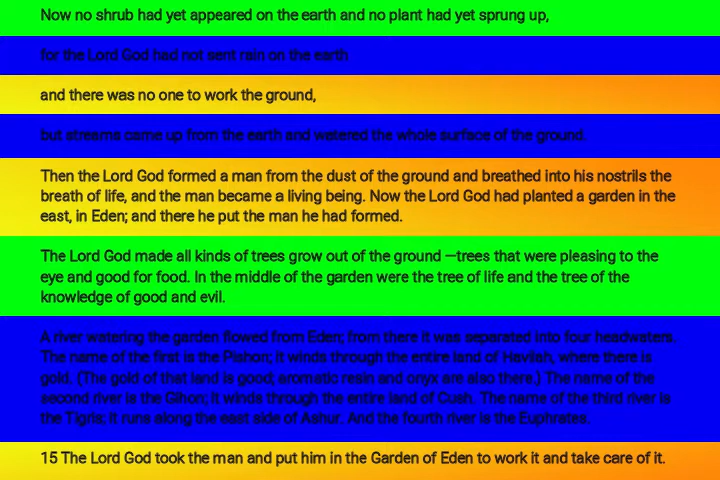 Now no shrub had yet appeared on the earth and no plant had yet sprung up,
for the Lord God had not sent rain on the earth
and there was no one to work the ground,
but streams came up from the earth and watered the whole surface of the ground.
Then the Lord God formed a man from the dust of the ground and breathed into his nostrils the
breath of life, and the man became a living being. Now the Lord God had planted a garden in the
east, in Eden; and there he put the man he had formed.
The Lord God made all kinds of trees grow out of the ground —trees that were pleasing to the
eye and good for food. In the middle of the garden were the tree of life and the tree of the
knowledge of good and evil.
A river watering the garden flowed from Eden; from there it was separated into four headwaters.
The name of the first is the Pishon; it winds through the entire land of Havilah, where there is
gold. (The gold of that land is good; aromatic resin and onyx are also there.) The name of the
second river is the Gihon; it winds through the entire land of Cush. The name of the third river is
the Tigris; it runs along the east side of Ashur. And the fourth river is the Euphrates.
15 The Lord God took the man and put him in the Garden of Eden to work it and take care of it.